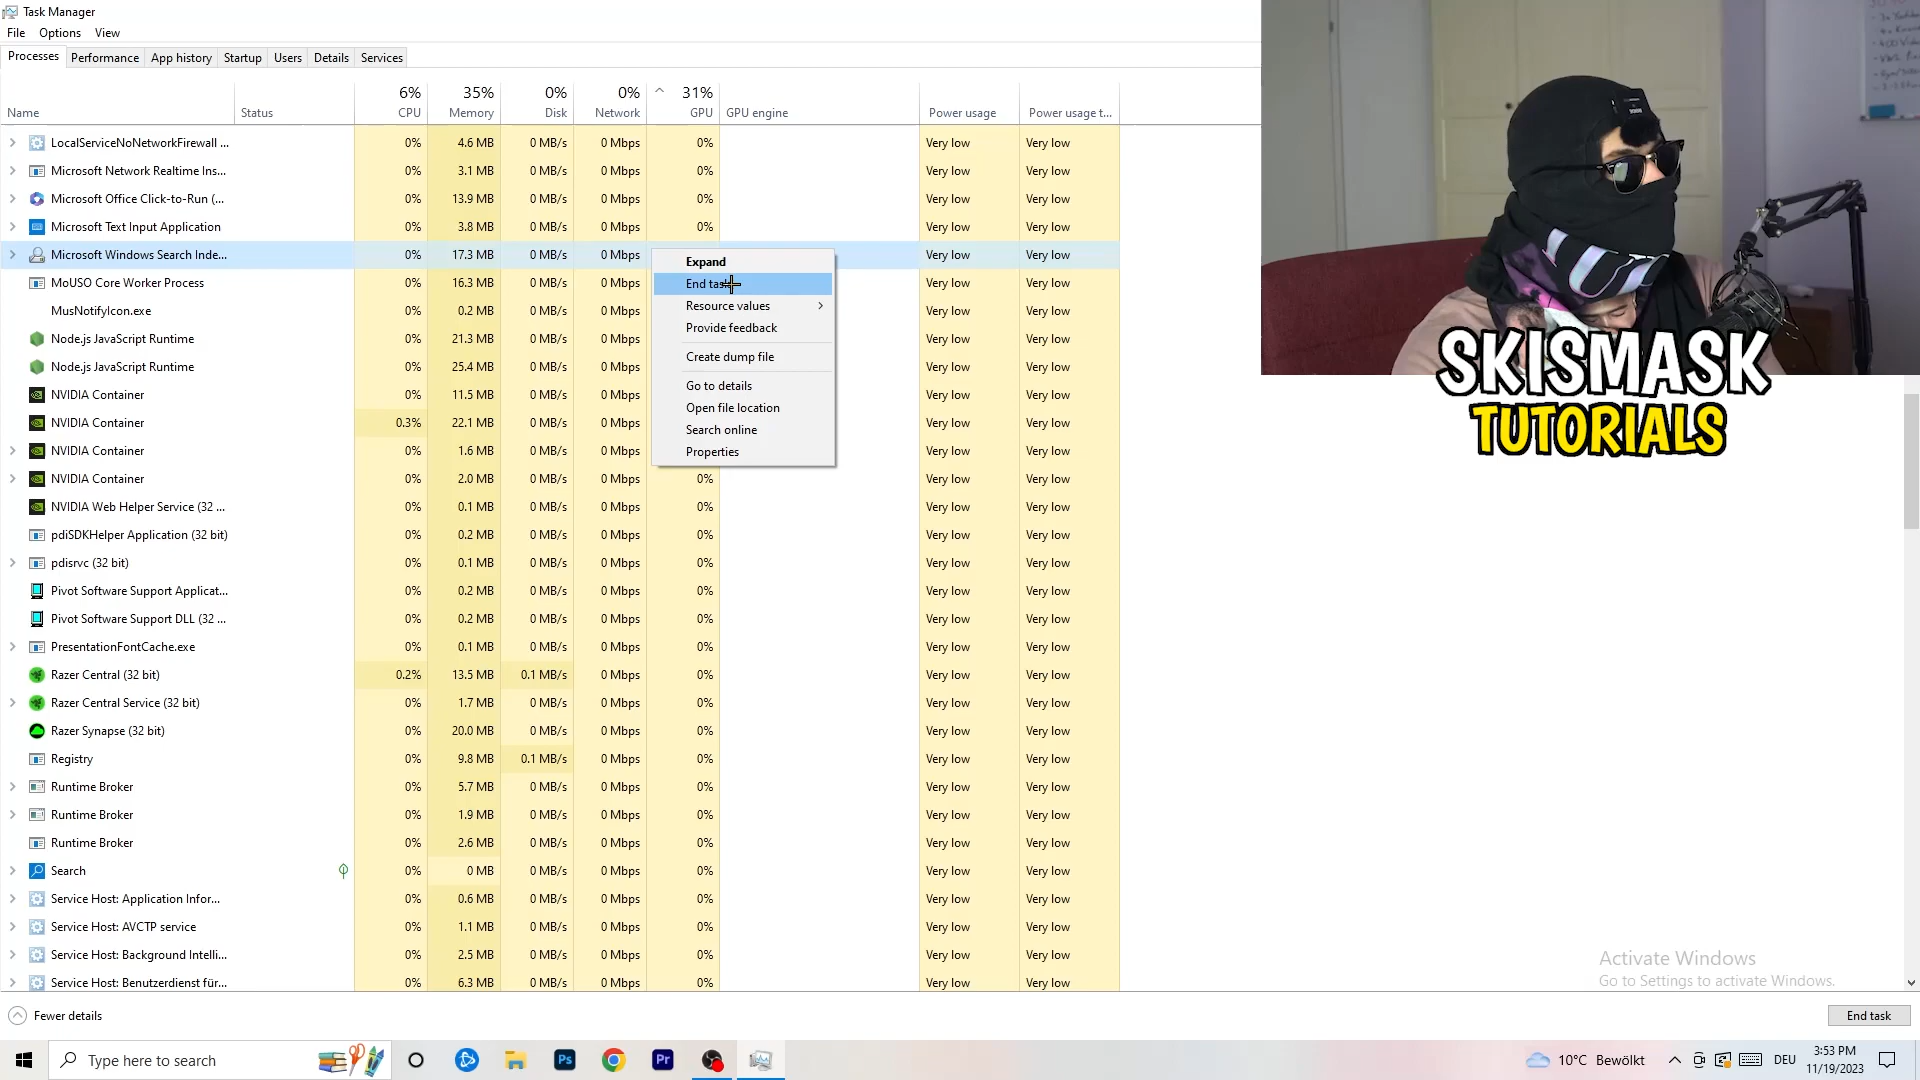 Task Manager
File Options View
Processes Performance App history Startup Users Details Services
6% 35% 0% 0% 31%
Name Status CPU Memory Disk Network GPU GPU engine Power usage Power usage t...
LocalServiceNoNetworkFirewall ... 0% 4.6 MB 0 MB/s 0 Mbps 0% Very low Very low
Microsoft Network Realtime Ins... 0% 3.1 MB 0 MB/s 0 Mbps 0% Very low Very low
Microsoft Office Click-to-Run (... 0% 13.9 MB 0 MB/s 0 Mbps 0% Very low Very low
Microsoft Text Input Application 0% 3.8 MB 0 MB/s 0 Mbps 0% Very low Very low
Microsoft Windows Search Inde... 0% 17.3 MB 0 MB/s 0 Mbps Very low Very low
MoUSO Core Worker Process 0% 16.3 MB 0 MB/s 0 Mbps Very low Very low
MusNotifyIcon.exe 0% 0.2 MB 0 MB/s 0 Mbps Very low Very low
Node.js JavaScript Runtime 0% 21.3 MB 0 MB/s 0 Mbps Very low Very low
Node.js JavaScript Runtime 0% 25.4 MB 0 MB/s 0 Mbps Very low Very low
NVIDIA Container 0% 11.5 MB 0 MB/s 0 Mbps Very low Very low
NVIDIA Container 0.3% 22.1 MB 0 MB/s 0 Mbps Very low Very low
NVIDIA Container 0% 1.6 MB 0 MB/s 0 Mbps Very low Very low
NVIDIA Container 0% 2.0 MB 0 MB/s 0 Mbps 0% Very low Very low
NVIDIA Web Helper Service (32 ... 0% 0.1 MB 0 MB/s 0 Mbps 0% Very low Very low
pdiSDKHelper Application (32 bit) 0% 0.2 MB 0 MB/s 0 Mbps 0% Very low Very low
pdisrvc (32 bit) 0% 0.1 MB 0 MB/s 0 Mbps 0% Very low Very low
Pivot Software Support Applicat... 0% 0.2 MB 0 MB/s 0 Mbps 0% Very low Very low
Pivot Software Support DLL (32 ... 0% 0.2 MB 0 MB/s 0 Mbps 0% Very low Very low
PresentationFontCache.exe 0% 0.1 MB 0 MB/s 0 Mbps 0% Very low Very low
Razer Central (32 bit) 0.2% 13.5 MB 0.1 MB/s 0 Mbps 0% Very low Very low
Razer Central Service (32 bit) 0% 1.7 MB 0 MB/s 0 Mbps 0% Very low Very low
Razer Synapse (32 bit) 0% 20.0 MB 0 MB/s 0 Mbps 0% Very low Very low
Registry 0% 9.8 MB 0.1 MB/s 0 Mbps 0% Very low Very low
Runtime Broker 0% 5.7 MB 0 MB/s 0 Mbps 0% Very low Very low
Runtime Broker 0% 1.9 MB 0 MB/s 0 Mbps 0% Very low Very low
Runtime Broker 0% 2.6 MB 0 MB/s 0 Mbps 0% Very low Very low
Search 0% 0 MB 0 MB/s 0 Mbps 0% Very low Very low
Service Host: Application Infor... 0% 0.6 MB 0 MB/s 0 Mbps 0% Very low Very low
Service Host: AVCTP service 0% 1.1 MB 0 MB/s 0 Mbps 0% Very low Very low
Service Host: Background Intelli... 0% 2.5 MB 0 MB/s 0 Mbps 0% Very low Very low
Service Host: Benutzerdienst für... 0% 6.3 MB 0 MB/s 0 Mbps 0% Very low Very low
Expand
End task
Resource values
Provide feedback
Create dump file
Go to details
Open file location
Search online
Properties
SKISMASK
TUTORIALS
Activate Windows
Go to Settings to activate Windows.
Fewer details
End task
Type here to search
Ps
Pr
10°C Bewölkt
DEU
3:53 PM
11/19/2023